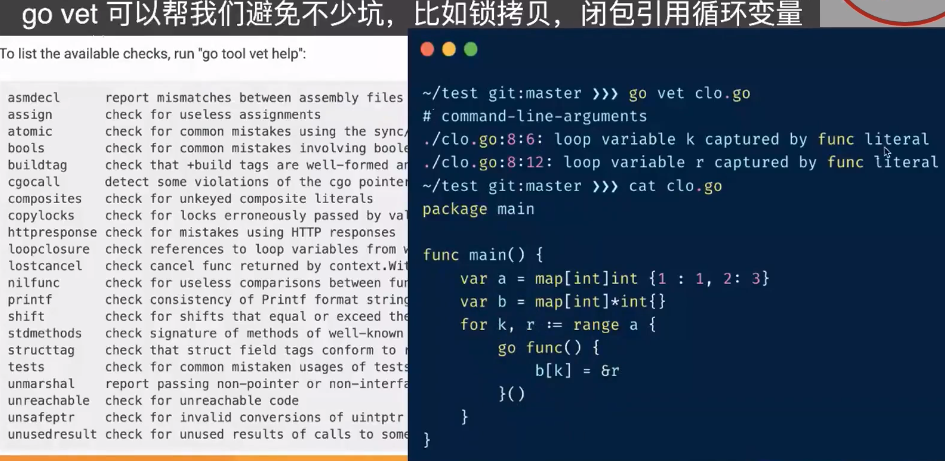 go vet 可以帮我们避免不少坑，比如锁拷贝，闭包引用循环变量
To list the available checks, run "go tool vet help":
asmdecl report mismatches between assembly files
assign check for useless assignments
atomic check for common mistakes using the sync/
bools check for common mistakes involving boole
buildtag check that +build tags are well-formed an
cgocall detect some violations of the cgo pointer
composites check for unkeyed composite literals
copylocks check for locks erroneously passed by val
httpresponse check for mistakes using HTTP responses
loopclosure check references to loop variables from w
lostcancel check cancel func returned by context.Wit
nilfunc check for useless comparisons between fun
printf check consistency of Printf format string
shift check for shifts that equal or exceed the
stdmethods check signature of methods of well-known
structtag check that struct field tags conform to r
tests check for common mistaken usages of tests
unmarshal report passing non-pointer or non-interfa
unreachable check for unreachable code
unsafeptr check for invalid conversions of uintptr
unusedresult check for unused results of calls to some
~/test git:master ❯❯❯ go vet clo.go
# command-line-arguments
./clo.go:8:6: loop variable k captured by func literal
./clo.go:8:12: loop variable r captured by func literal
~/test git:master ❯❯❯ cat clo.go
package main
func main() {
var a = map[int]int {1 : 1, 2: 3}
var b = map[int]*int{}
for k, r := range a {
go func() {
b[k] = &r
}()
}
}